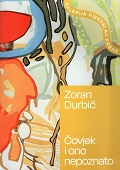 Zoran
Durbić
Čovjek
i ono
nepoznato